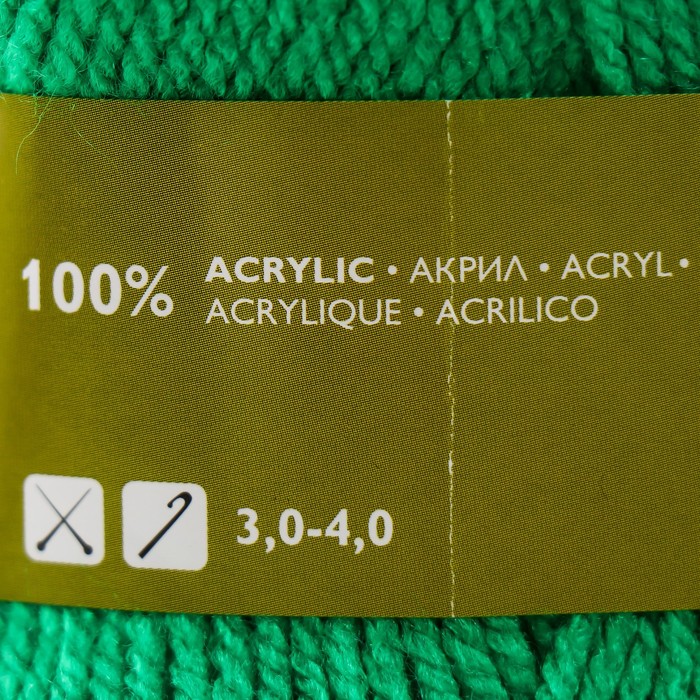 100% ACRYLIC • АКРИЛ • ACRYL •
ACRYLIQUE • ACRILICO
3,0-4,0